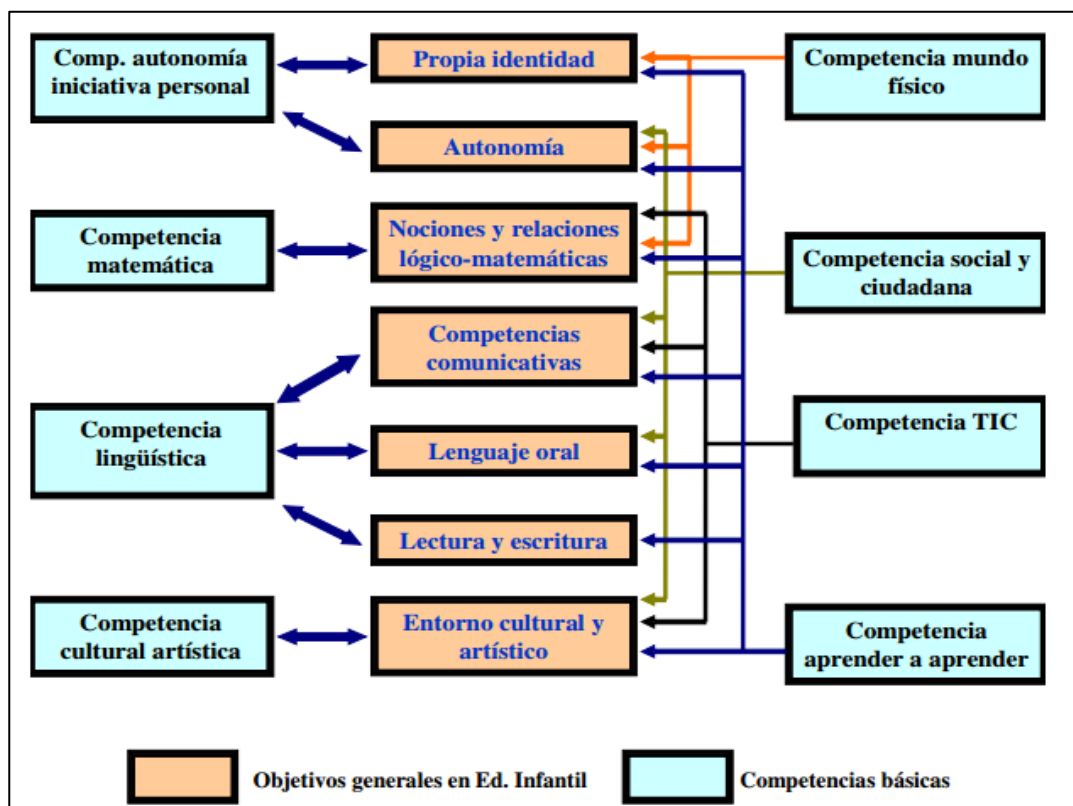 Comp. autonomía
iniciativa personal
Competencia
matemática
Competencia
lingüística
Competencia
cultural artística
Propia identidad
Autonomía
Nociones y relaciones
lógico-matemáticas
Competencias
comunicativas
Lenguaje oral
Lectura y escritura
Entorno cultural y
artístico
Competencia mundo
físico
Competencia social y
ciudadana
Competencia TIC
Competencia
aprender a aprender
Objetivos generales en Ed. Infantil
Competencias básicas